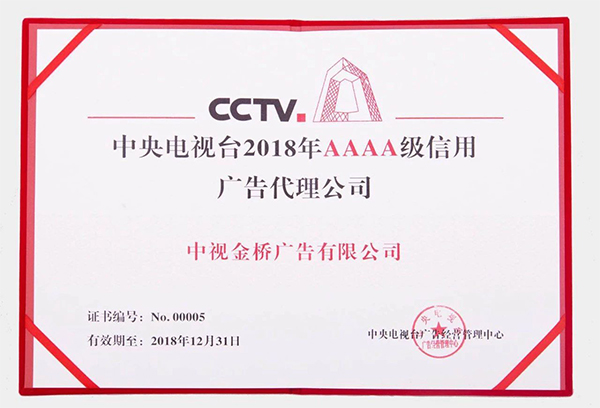 CCTV.
中央电视台2018年AAAA级信用
广告代理公司
中视金桥广告有限公司
证书编号：No. 00005
有效期至：2018年12月31日
中央电视台广告经营管理中心